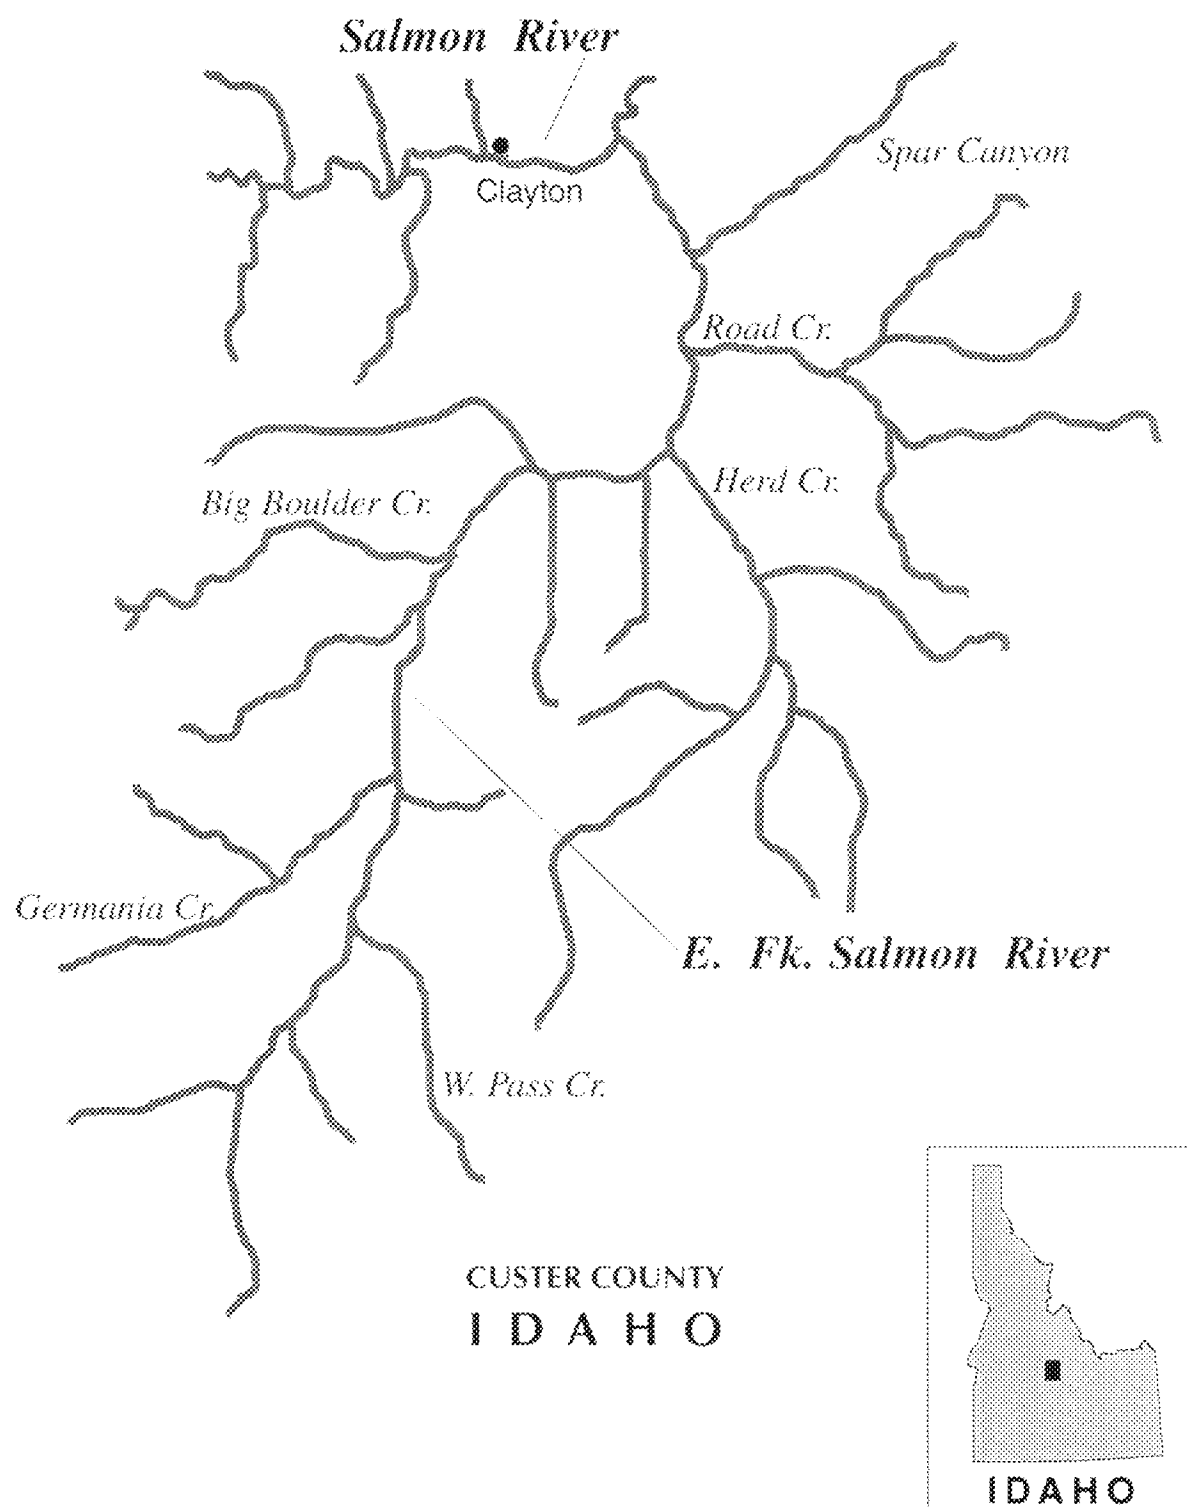 Salmon River
Spar Canyon
Clayton
Road Cr.
Herd Cr.
Big Boulder Cr.
Germania Cr.
E. Fk. Salmon River
W. Pass Cr.
CUSTER COUNTY
IDAHO
IDAHO